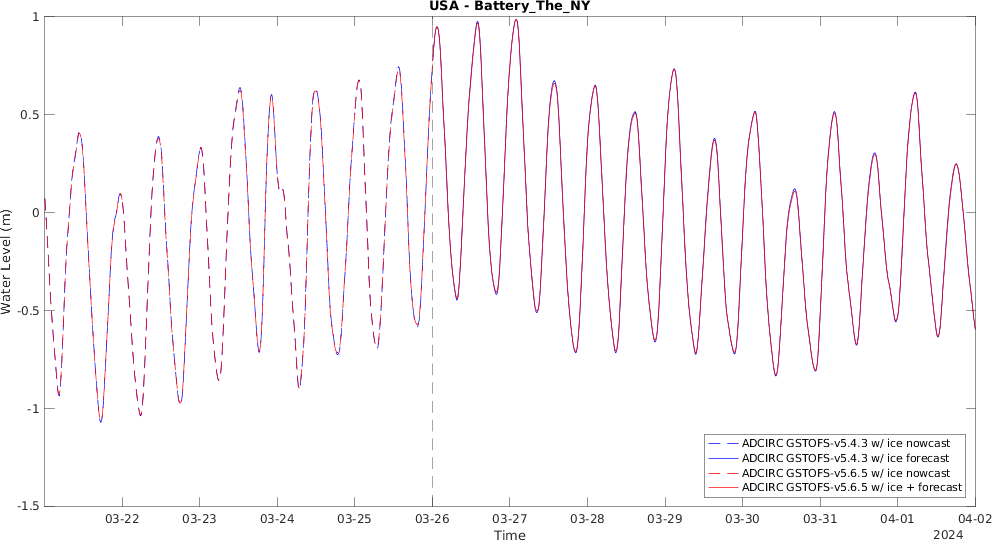 USA - Battery_The_NY
1
0.5
0
-0.5
-1
-1.5
Water Level (m)
03-22 03-23 03-24 03-25 03-26 03-27 03-28 03-29 03-30 03-31 04-01 04-02
Time
2024
ADCIRC GSTOFS-v5.4.3 w/ ice nowcast
ADCIRC GSTOFS-v5.4.3 w/ ice forecast
ADCIRC GSTOFS-v5.6.5 w/ ice nowcast
ADCIRC GSTOFS-v5.6.5 w/ ice + forecast